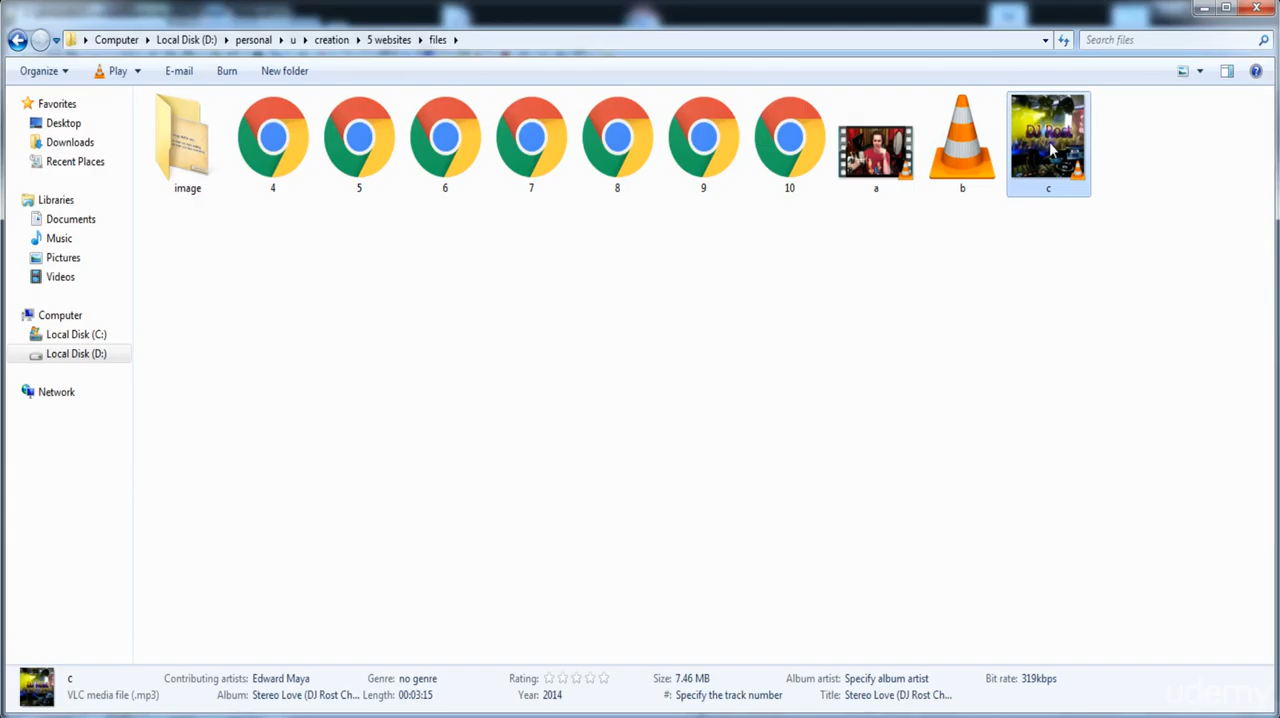 Computer Local Disk (D:) personal u creation 5 websites files
Search files
Organize Play E-mail Burn New folder
Favorites
Desktop
Downloads
Recent Places
Libraries
Documents
Music
Pictures
Videos
Computer
Local Disk (C:)
Local Disk (D:)
Network
DJ Rost
image 4 5 6 7 8 9 10 a b c
c Contributing artists: Edward Maya Genre: no genre Rating: Size: 7.46 MB Album artist: Specify album artist Bit rate: 319kbps
VLC media file (.mp3) Album: Stereo Love (DJ Rost Ch... Length: 00:03:15 Year: 2014 #: Specify the track number Title: Stereo Love (DJ Rost Ch...
udemy